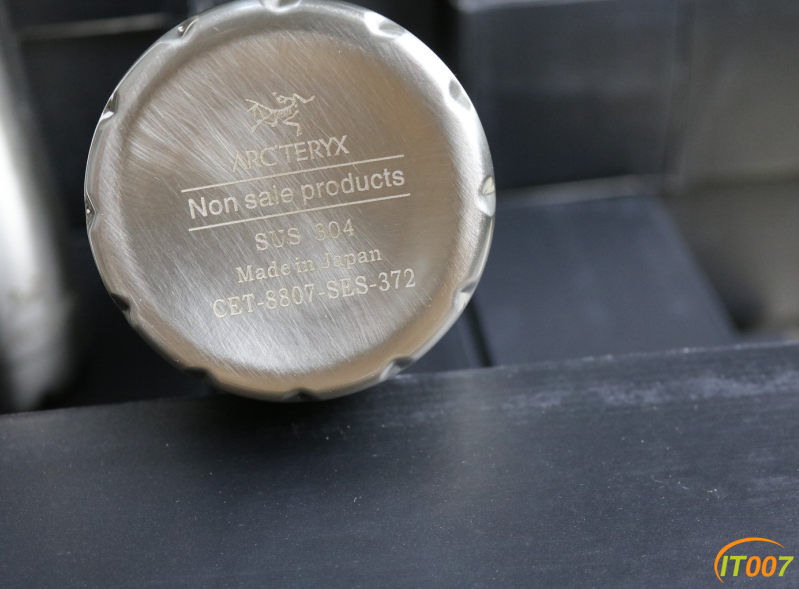 ARC'TERYX
Non sale products
SUS 304
Made in Japan
CET-8807-SES-372
IT007